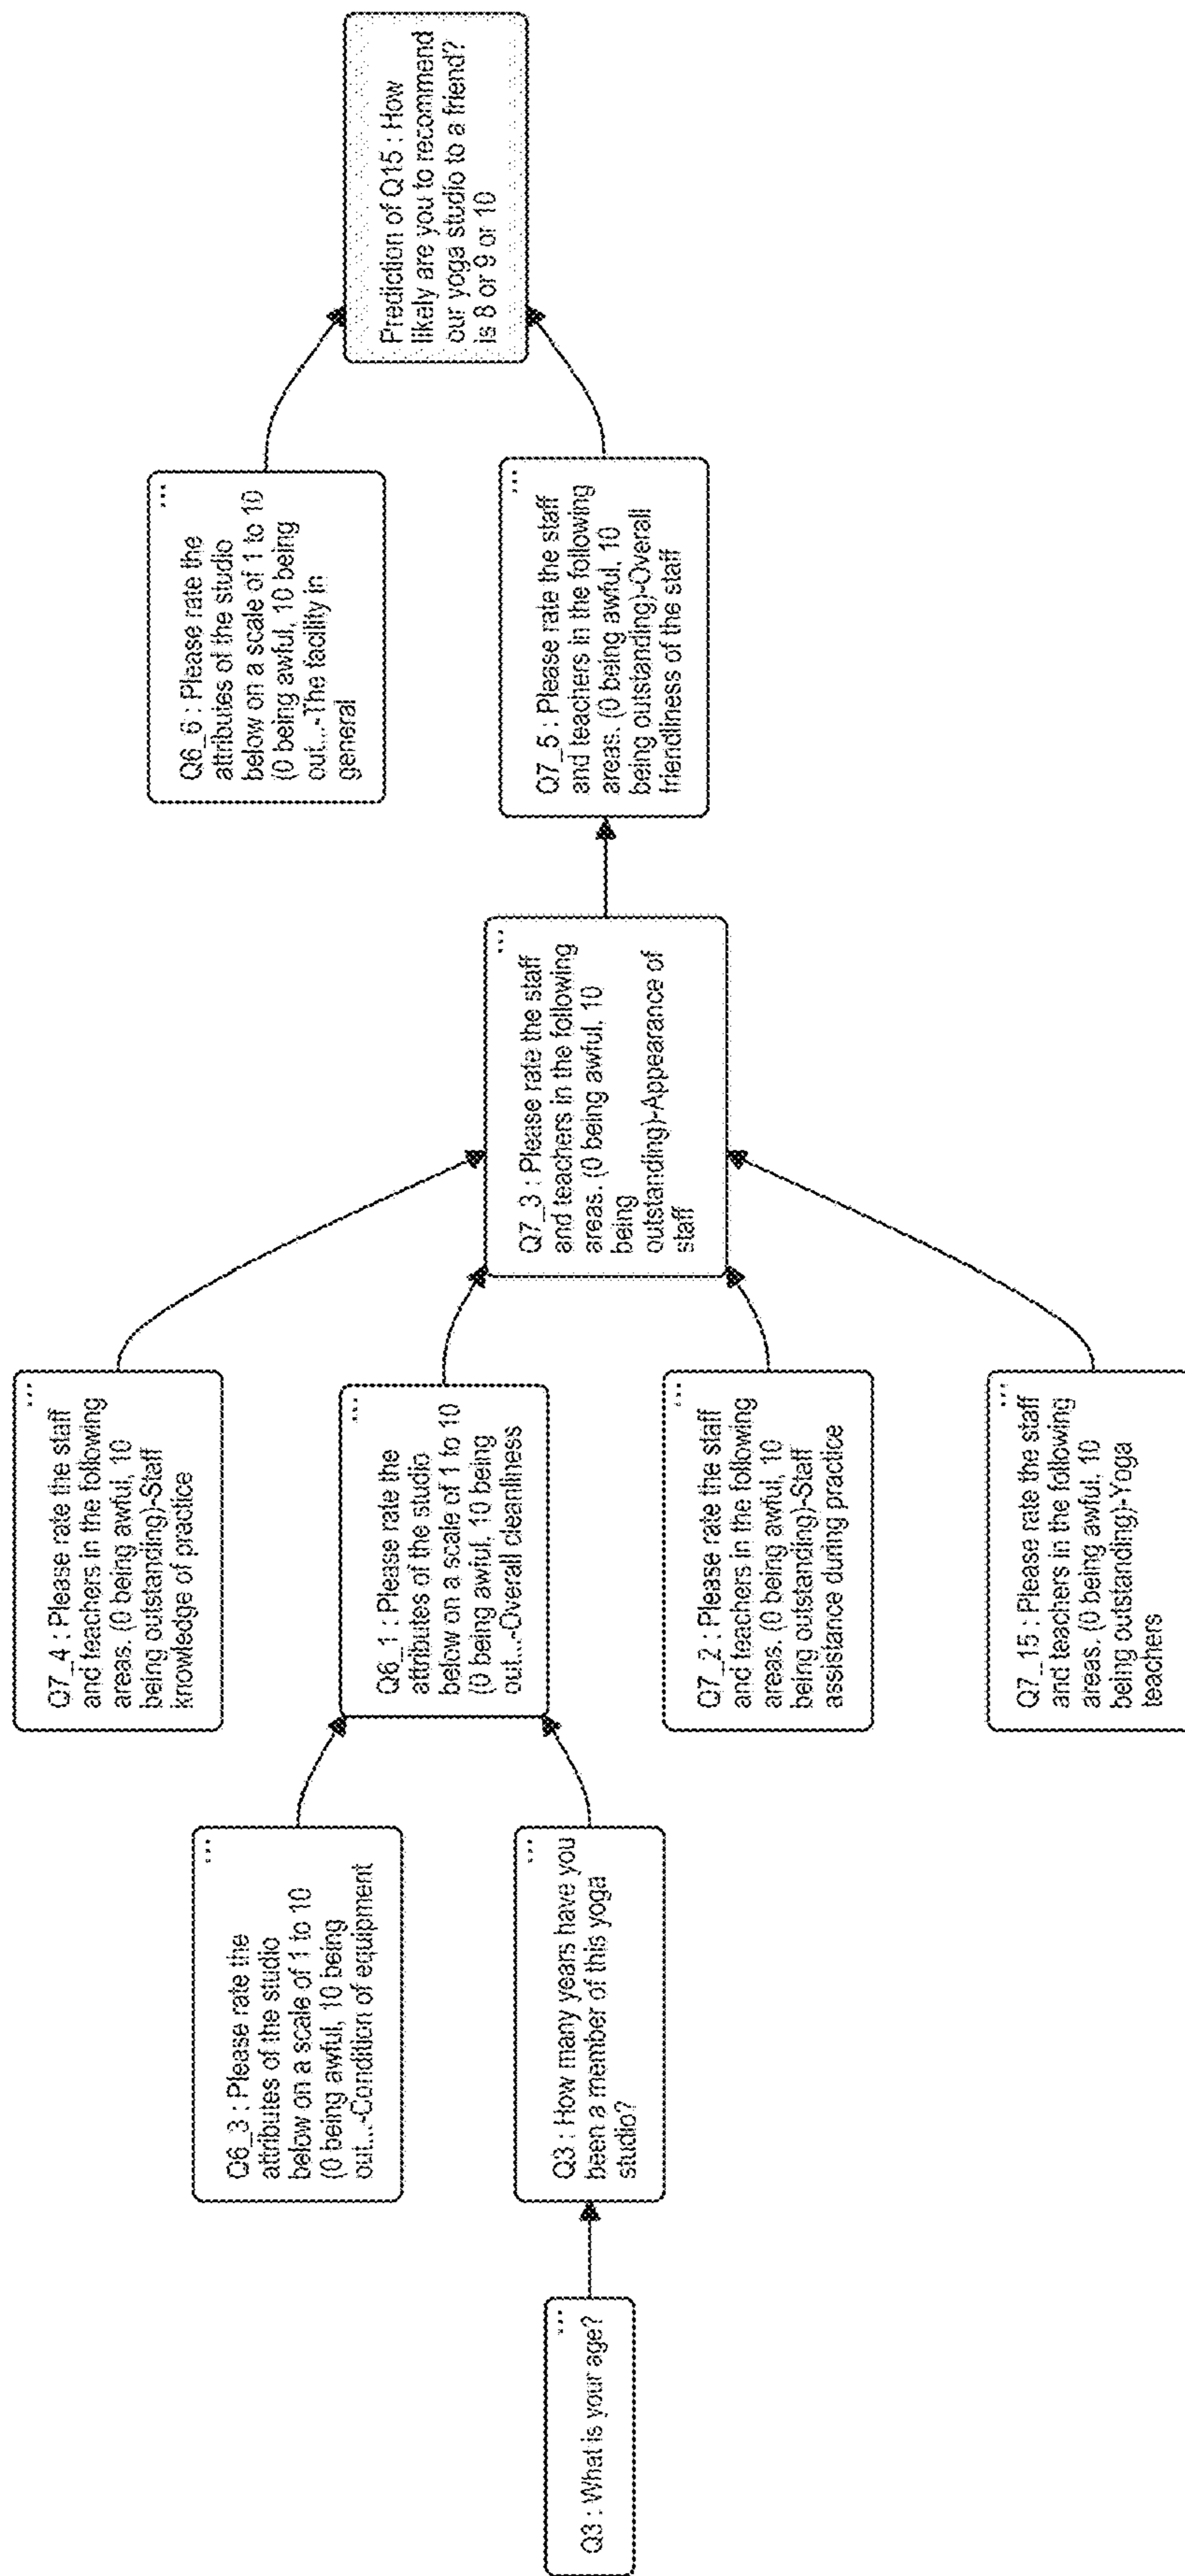 ...
Q3 : What is your age?
...
Q6_3 : Please rate the
attributes of the studio
below on a scale of 1 to 10
(0 being awful, 10 being
out...-Condition of equipment
...
Q3 : How many years have you
been a member of this yoga
studio?
...
Q7_4 : Please rate the staff
and teachers in the following
areas. (0 being awful, 10
being outstanding)-Staff
knowledge of practice
...
Q6_1 : Please rate the
attributes of the studio
below on a scale of 1 to 10
(0 being awful, 10 being
out...-Overall cleanliness
...
Q7_2 : Please rate the staff
and teachers in the following
areas. (0 being awful, 10
being outstanding)-Staff
assistance during practice
...
Q7_15 : Please rate the staff
and teachers in the following
areas. (0 being awful, 10
being outstanding)-Yoga
teachers
...
Q7_3 : Please rate the staff
and teachers in the following
areas. (0 being awful, 10
being
outstanding)-Appearance of
staff
...
Q6_6 : Please rate the
attributes of the studio
below on a scale of 1 to 10
(0 being awful, 10 being
out...-The facility in
general
...
Q7_5 : Please rate the staff
and teachers in the following
areas. (0 being awful, 10
being outstanding)-Overall
friendliness of the staff
Prediction of Q15 : How
likely are you to recommend
our yoga studio to a friend?
is 8 or 9 or 10